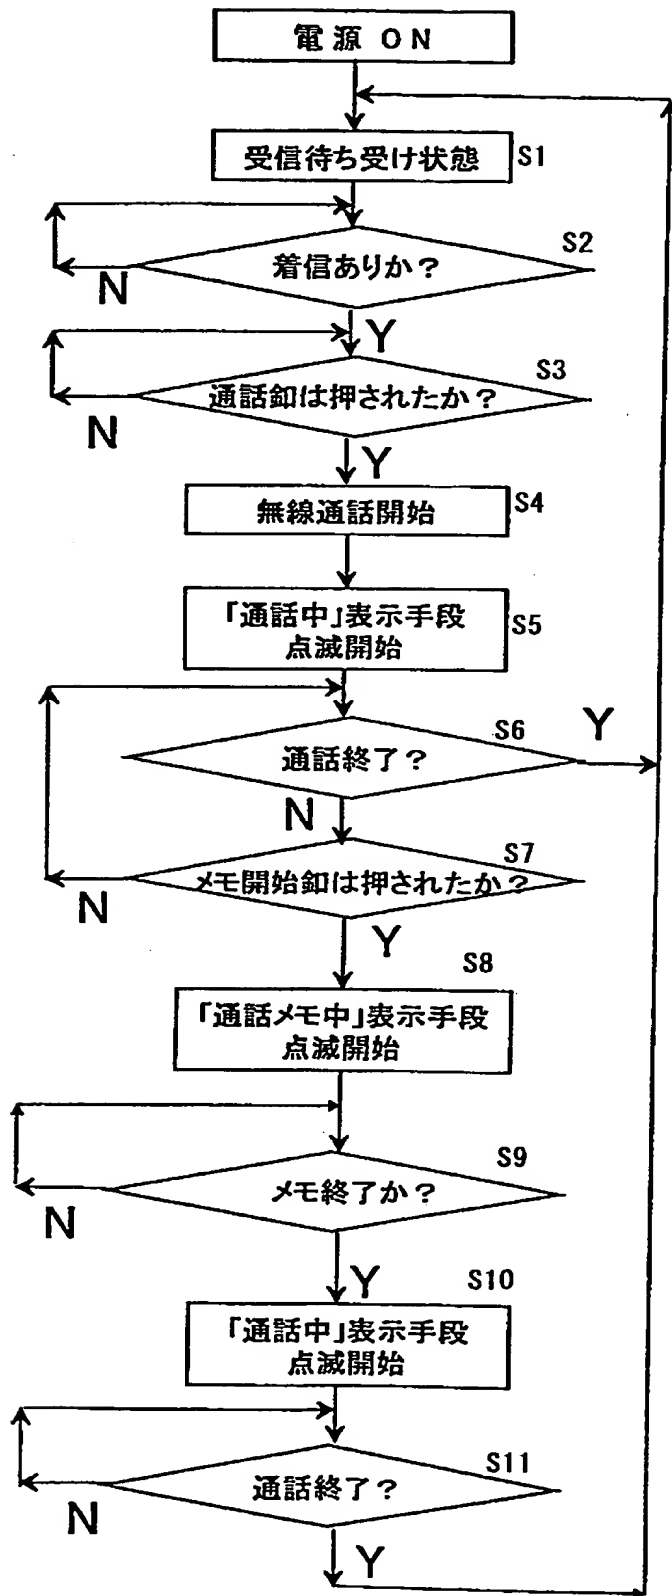 電源 ON
受信待ち受け状態
S1
着信ありか？
S2
N
Y
通話釦は押されたか？
S3
N
Y
無線通話開始
S4
「通話中」表示手段
点滅開始
S5
通話終了？
S6
Y
N
メモ開始釦は押されたか？
S7
N
Y
S8
「通話メモ中」表示手段
点滅開始
S9
メモ終了か？
N
Y
S10
「通話中」表示手段
点滅開始
S11
通話終了？
N
Y